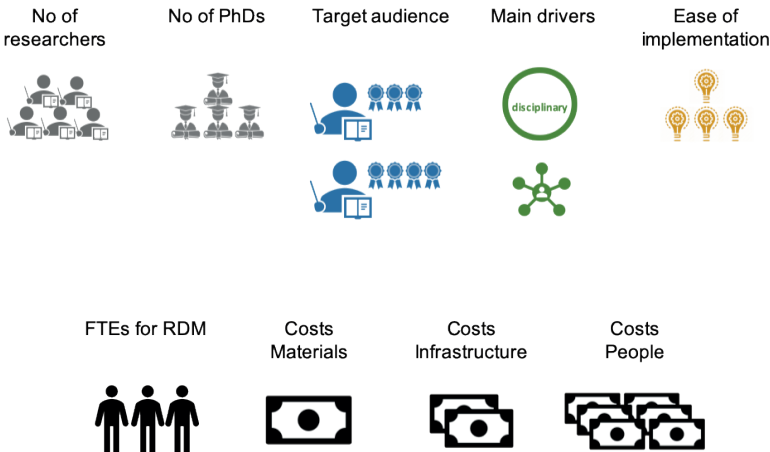 No of
researchers
No of PhDs
Target audience
Main drivers
Ease of
implementation
disciplinary
FTEs for RDM
Costs
Materials
Costs
Infrastructure
Costs
People